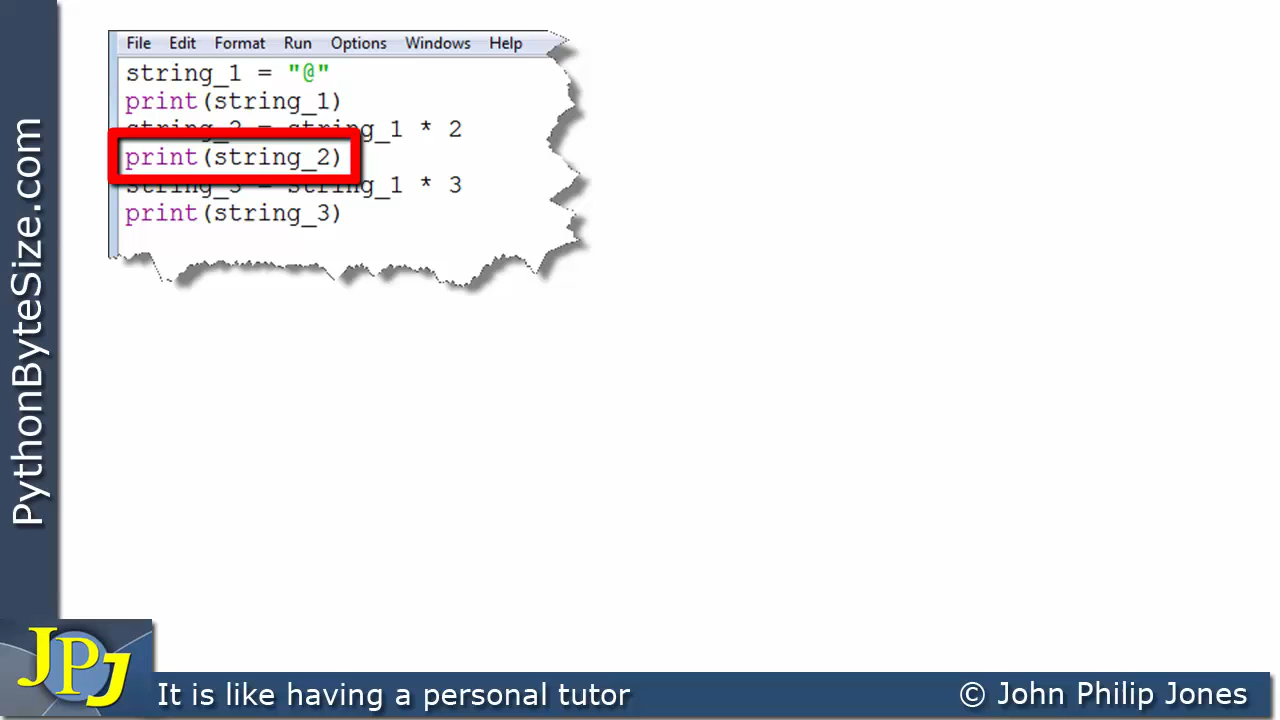 File Edit Format Run Options Windows Help
string_1 = "@"
print(string_1)
string_2 = string_1 * 2
print(string_2)
string_3 = string_1 * 3
print(string_3)
PythonByteSize.com
JPJ
It is like having a personal tutor
© John Philip Jones